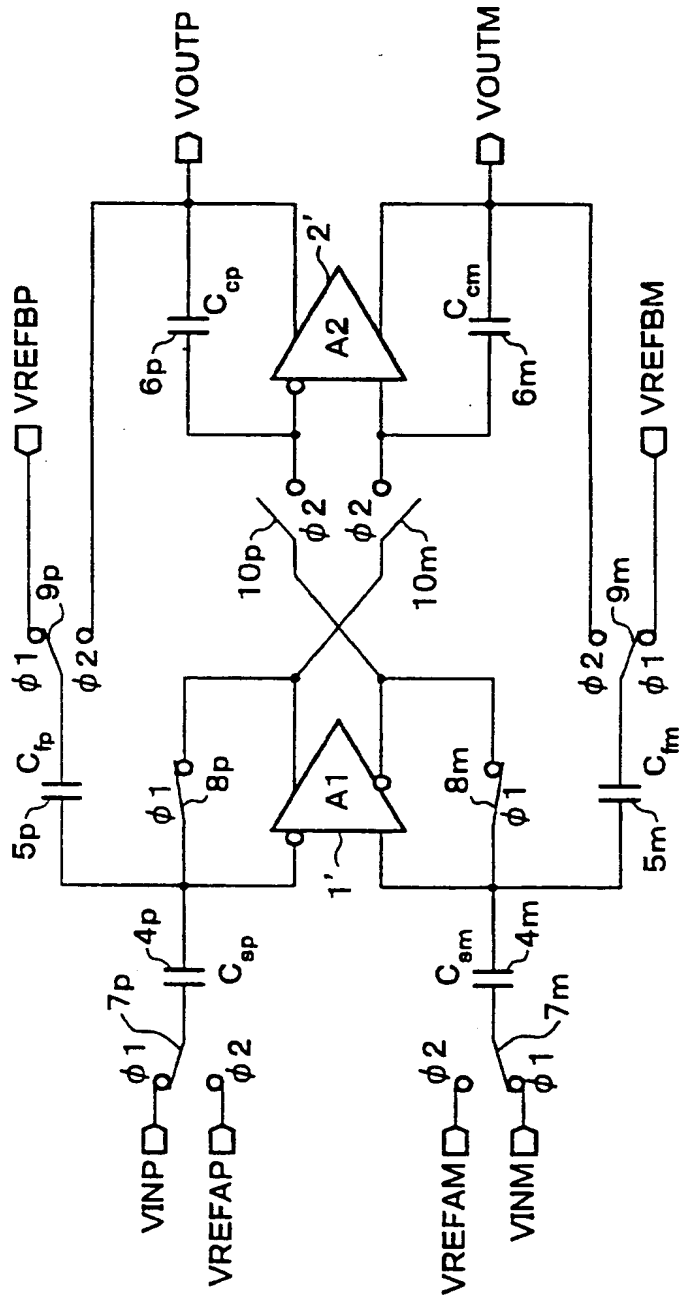 VREFBP
VOUTP
ϕ1
9p
ϕ2
5p
Cfp
6p
Ccp
7p
4p
ϕ1
8p
VINP
ϕ1
Csp
10p
ϕ2
2'
VREFAP
ϕ2
A1
A2
1'
VREFAM
ϕ2
Csm
ϕ2
Ccm
10m
VINM
ϕ1
4m
8m
6m
VOUTM
7m
ϕ1
ϕ2
9m
5m
Cfm
ϕ1
VREFBM